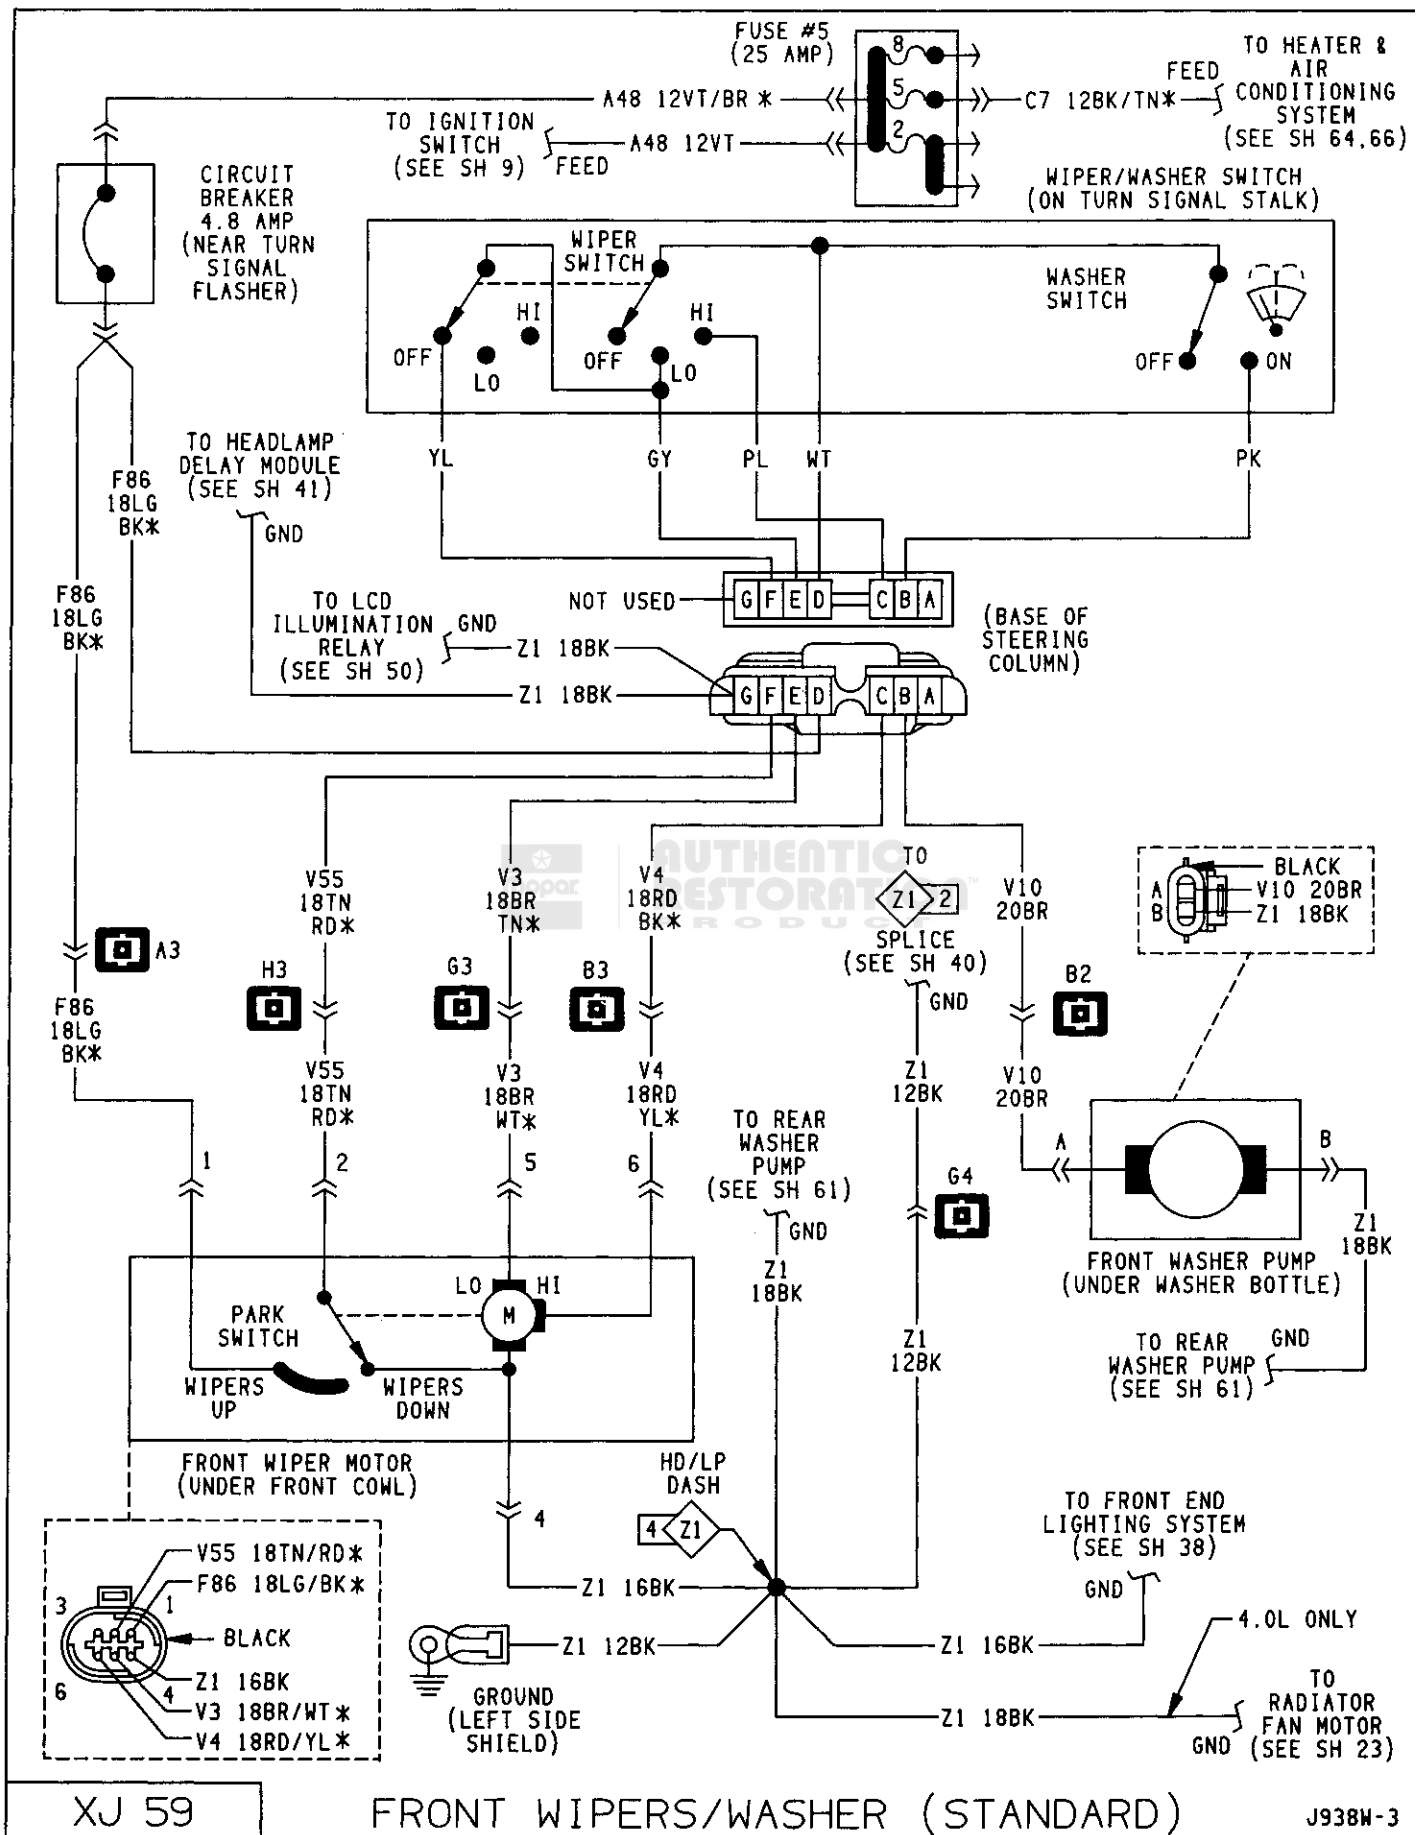 FUSE #5
(25 AMP)
8
5
2
TO HEATER &
AIR
CONDITIONING
SYSTEM
(SEE SH 64,66)
FEED
A48 12VT/BR *
C7 12BK/TN*
TO IGNITION
SWITCH
(SEE SH 9)
FEED
A48 12VT
CIRCUIT
BREAKER
4.8 AMP
(NEAR TURN
SIGNAL
FLASHER)
WIPER/WASHER SWITCH
(ON TURN SIGNAL STALK)
WIPER
SWITCH
WASHER
SWITCH
OFF
LO
HI
OFF
LO
HI
OFF
ON
YL
GY
PL
WT
PK
TO HEADLAMP
DELAY MODULE
(SEE SH 41)
GND
F86
18LG
BK*
F86
18LG
BK*
NOT USED
G F E D C B A
(BASE OF
STEERING
COLUMN)
TO LCD
ILLUMINATION
RELAY
(SEE SH 50)
GND
Z1 18BK
Z1 18BK
G F E D C B A
AUTHENTIC
RESTORATION™
PRODUCT
mopar
V55
18TN
RD*
V3
18BR
TN*
V4
18RD
BK*
TO
Z1 2
SPLICE
(SEE SH 40)
GND
V10
20BR
BLACK
A
V10 20BR
B
Z1 18BK
A3
H3
G3
B3
B2
F86
18LG
BK*
V55
18TN
RD*
V3
18BR
WT*
V4
18RD
YL*
Z1
12BK
V10
20BR
TO REAR
WASHER
PUMP
(SEE SH 61)
GND
Z1
18BK
G4
A
B
Z1
18BK
FRONT WASHER PUMP
(UNDER WASHER BOTTLE)
1
2
5
6
LO
HI
M
PARK
SWITCH
WIPERS
UP
WIPERS
DOWN
Z1
12BK
TO REAR
WASHER PUMP
(SEE SH 61)
GND
FRONT WIPER MOTOR
(UNDER FRONT COWL)
4
HD/LP
DASH
4 Z1
TO FRONT END
LIGHTING SYSTEM
(SEE SH 38)
GND
V55 18TN/RD*
F86 18LG/BK*
3
1
BLACK
Z1 16BK
6
4
V3 18BR/WT*
V4 18RD/YL*
Z1 16BK
Z1 12BK
GROUND
(LEFT SIDE
SHIELD)
Z1 16BK
4.0L ONLY
Z1 18BK
GND
TO
RADIATOR
FAN MOTOR
(SEE SH 23)
XJ 59
FRONT WIPERS/WASHER (STANDARD)
J938W-3